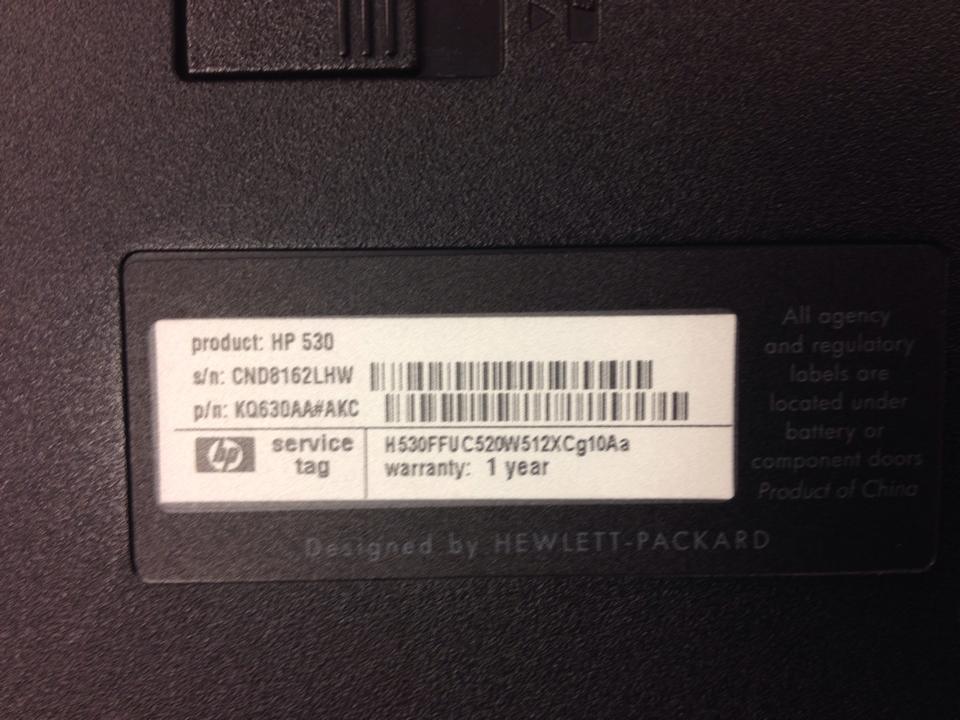 product: HP 530
s/n: CND8162LHW
p/n: KQ630AA#AKC
hp
service
tag
H530FFUC520W512XCg10Aa
warranty: 1 year
All agency
and regulatory
labels are
located under
battery or
component doors
Product of China
Designed by HEWLETT-PACKARD